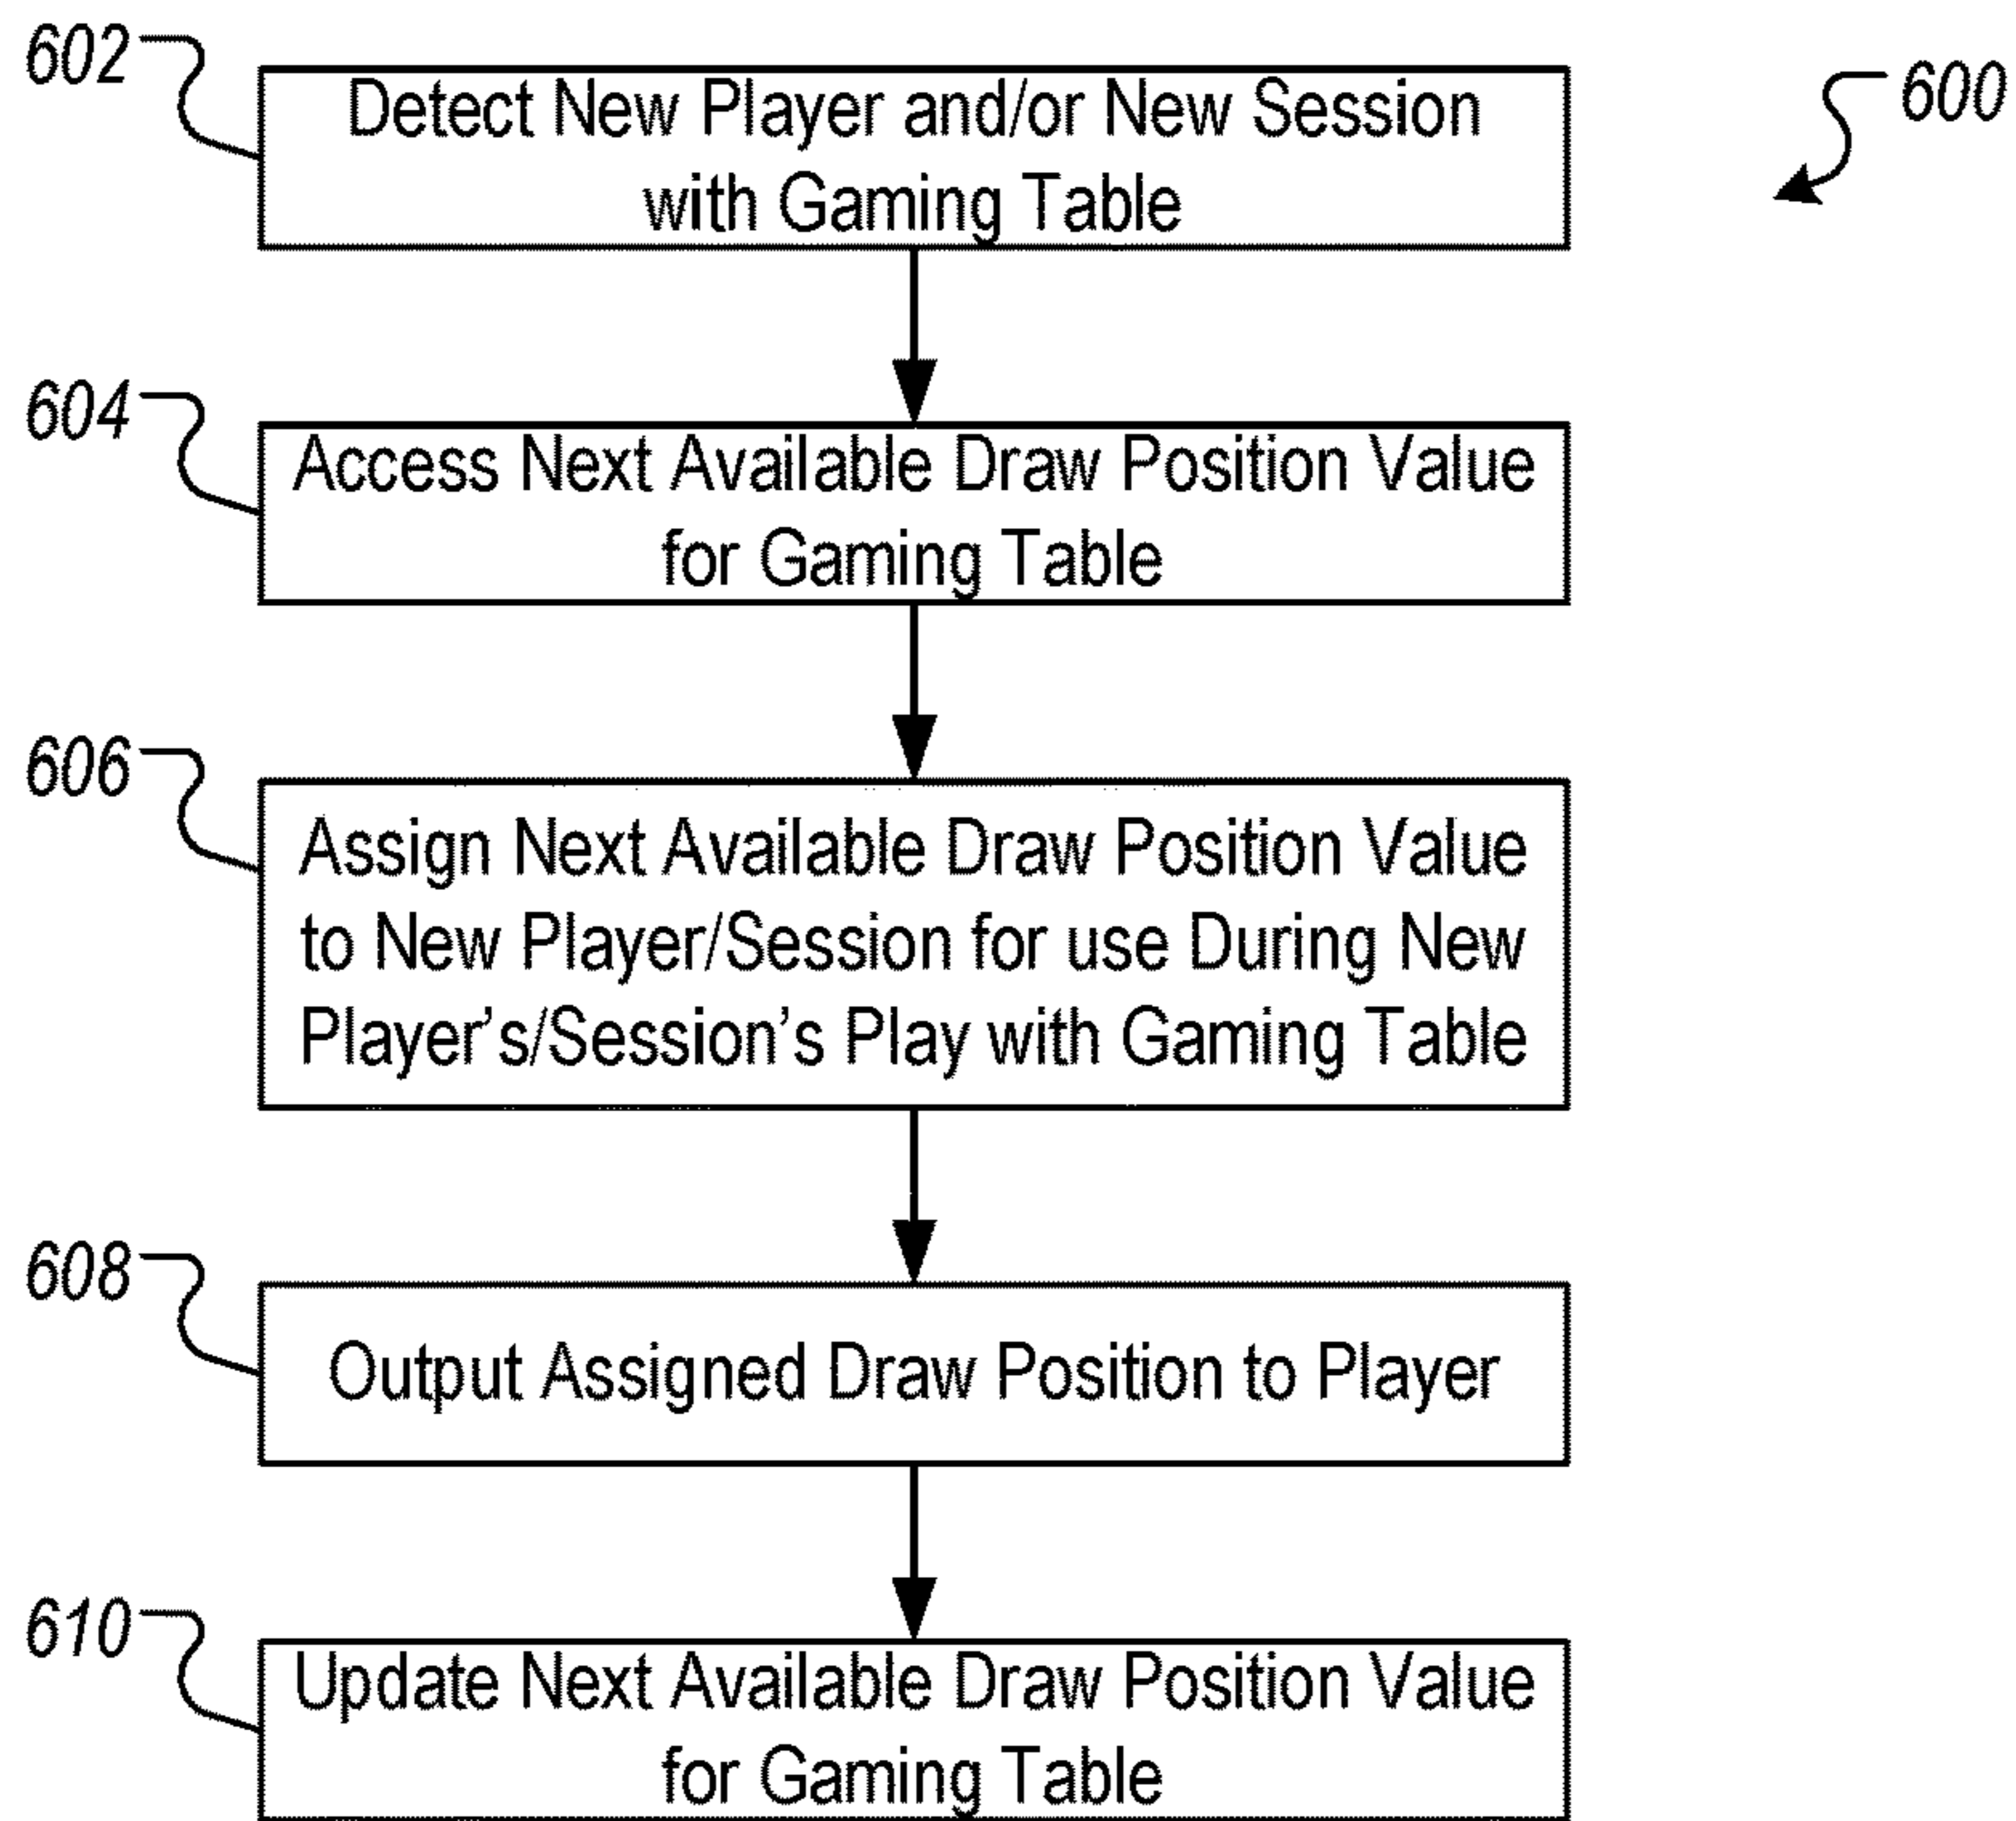 602
Detect New Player and/or New Session
with Gaming Table
600
604
Access Next Available Draw Position Value
for Gaming Table
606
Assign Next Available Draw Position Value
to New Player/Session for use During New
Player's/Session's Play with Gaming Table
608
Output Assigned Draw Position to Player
610
Update Next Available Draw Position Value
for Gaming Table